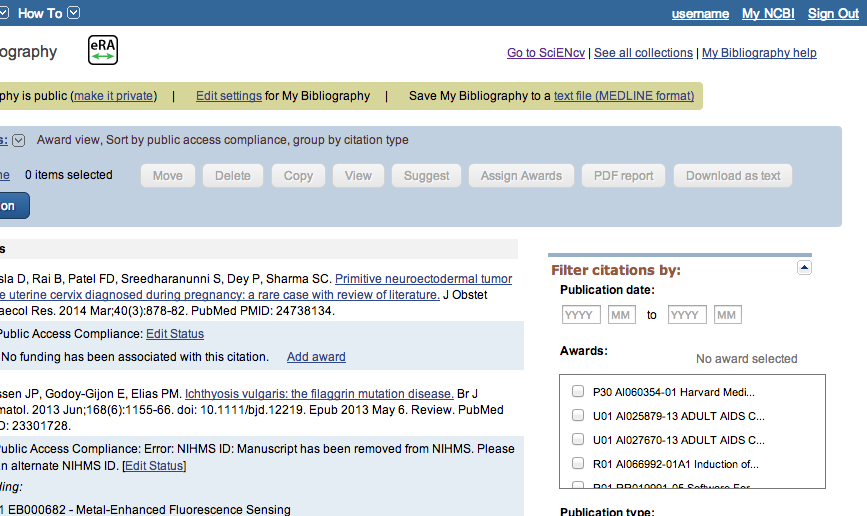 How To
username My NCBI Sign Out
ography eRA
Go to SciENcv | See all collections | My Bibliography help
phy is public (make it private) | Edit settings for My Bibliography | Save My Bibliography to a text file (MEDLINE format)
s: Award view, Sort by public access compliance, group by citation type
ne 0 items selected Move Delete Copy View Suggest Assign Awards PDF report Download as text
on
s
sla D, Rai B, Patel FD, Sreedharanunni S, Dey P, Sharma SC. Primitive neuroectodermal tumor
e uterine cervix diagnosed during pregnancy: a rare case with review of literature. J Obstet
aecol Res. 2014 Mar;40(3):878-82. PubMed PMID: 24738134.
Public Access Compliance: Edit Status
No funding has been associated with this citation. Add award
ssen JP, Godoy-Gijon E, Elias PM. Ichthyosis vulgaris: the filaggrin mutation disease. Br J
matol. 2013 Jun;168(6):1155-66. doi: 10.1111/bjd.12219. Epub 2013 May 6. Review. PubMed
D: 23301728.
Public Access Compliance: Error: NIHMS ID: Manuscript has been removed from NIHMS. Please
an alternate NIHMS ID. [Edit Status]
ding:
1 EB000682 - Metal-Enhanced Fluorescence Sensing
Filter citations by:
Publication date:
YYYY MM to YYYY MM
Awards:
No award selected
P30 AI060354-01 Harvard Medi...
U01 AI025879-13 ADULT AIDS C...
U01 AI027670-13 ADULT AIDS C...
R01 AI066992-01A1 Induction of...
R01 RR019991-05 Software For
Publication type: